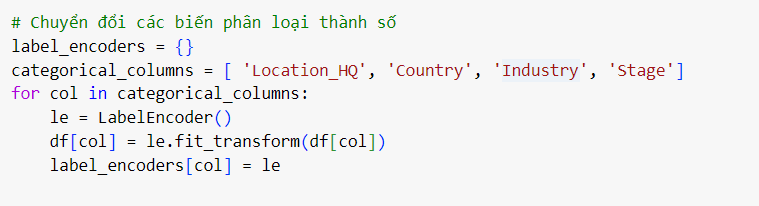 # Chuyển đổi các biến phân loại thành số
label_encoders = {}
categorical_columns = [ 'Location_HQ', 'Country', 'Industry', 'Stage']
for col in categorical_columns:
    le = LabelEncoder()
    df[col] = le.fit_transform(df[col])
    label_encoders[col] = le